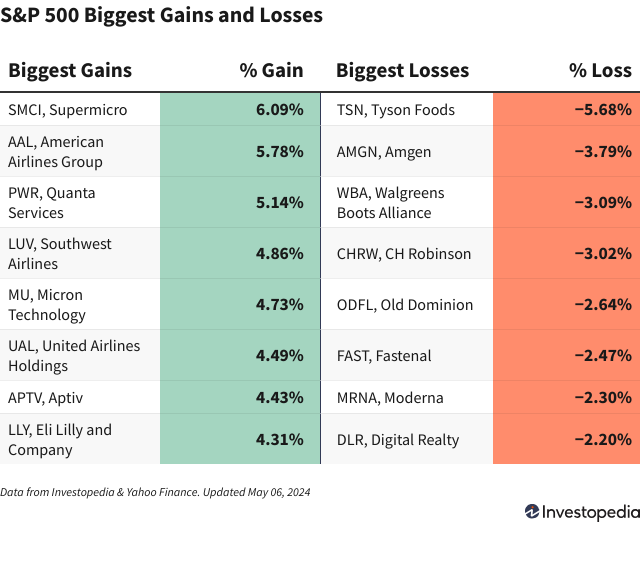 S&P 500 Biggest Gains and Losses
Biggest Gains % Gain Biggest Losses % Loss
SMCI, Supermicro 6.09% TSN, Tyson Foods −5.68%
AAL, American
Airlines Group 5.78% AMGN, Amgen −3.79%
PWR, Quanta
Services 5.14% WBA, Walgreens
Boots Alliance −3.09%
LUV, Southwest
Airlines 4.86% CHRW, CH Robinson −3.02%
MU, Micron
Technology 4.73% ODFL, Old Dominion −2.64%
UAL, United Airlines
Holdings 4.49% FAST, Fastenal −2.47%
APTV, Aptiv 4.43% MRNA, Moderna −2.30%
LLY, Eli Lilly and
Company 4.31% DLR, Digital Realty −2.20%
Data from Investopedia & Yahoo Finance. Updated May 06, 2024
Investopedia